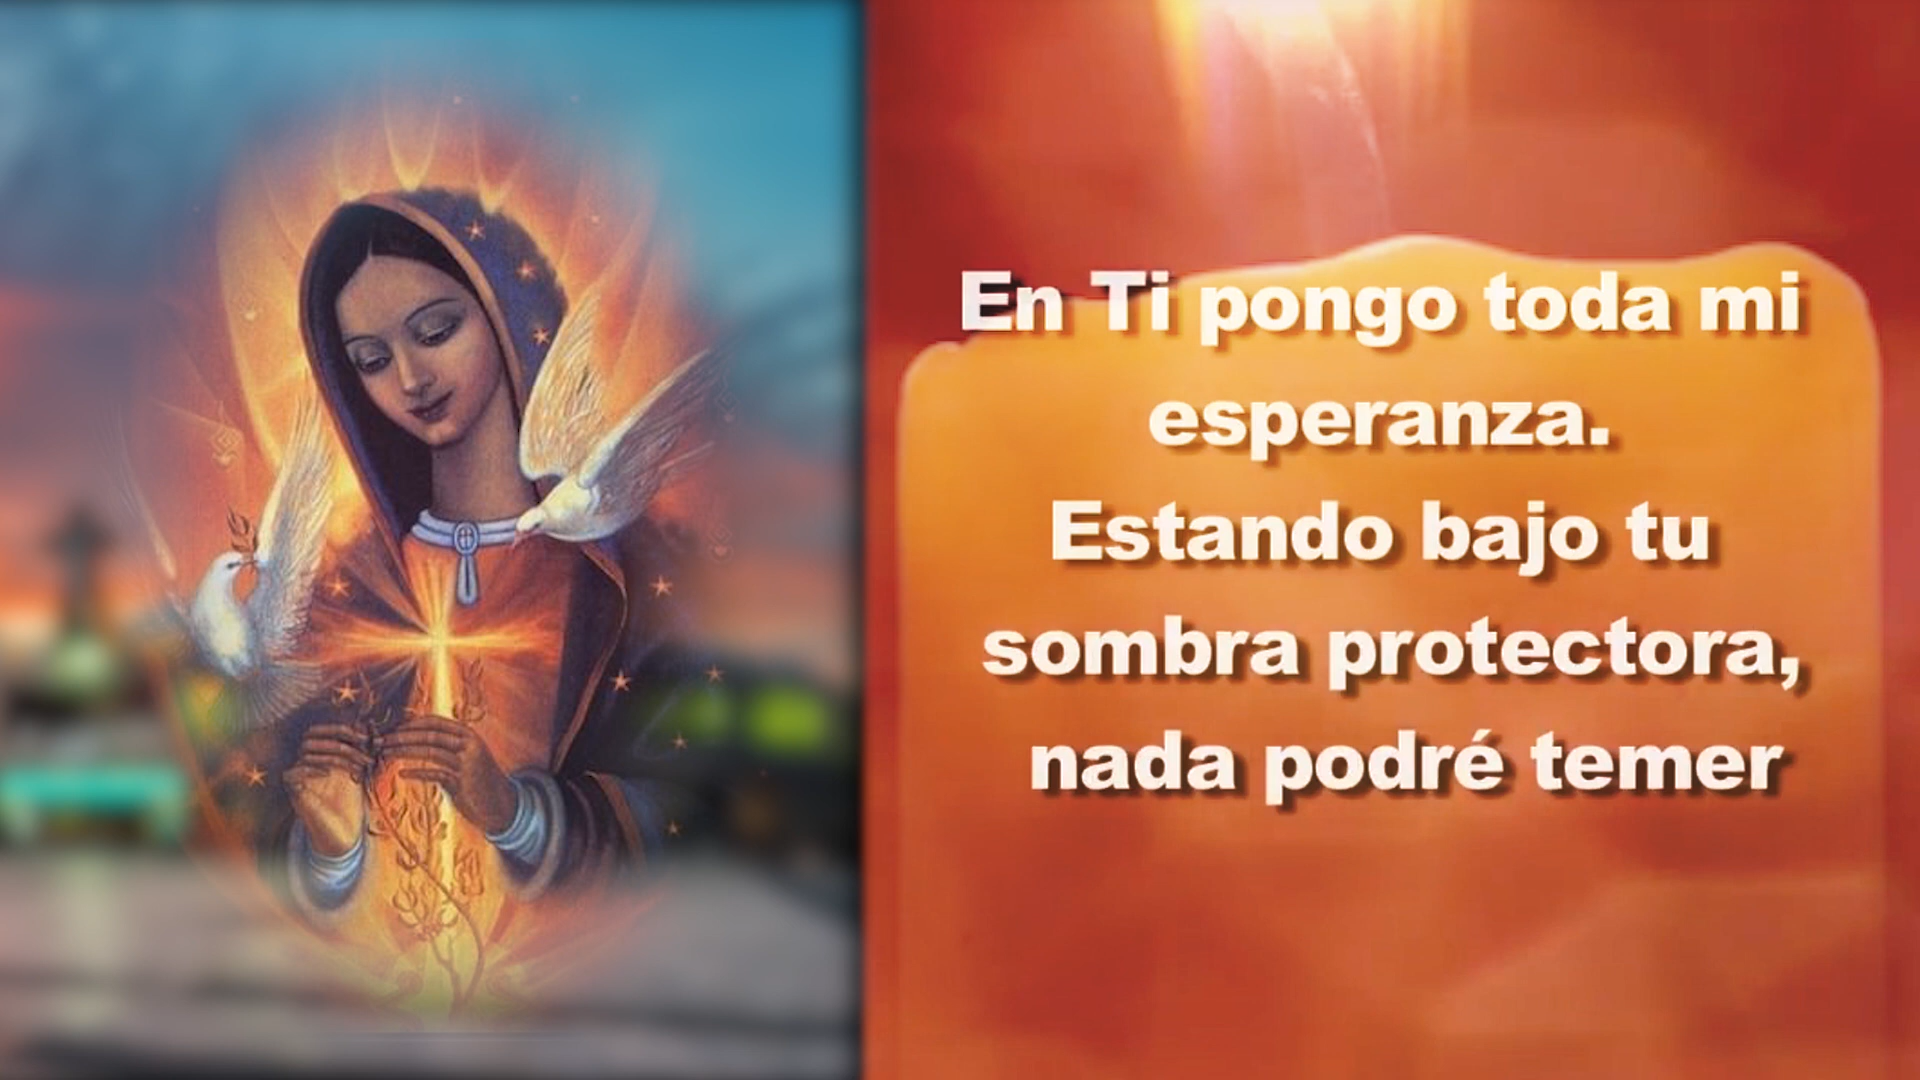 En Ti pongo toda mi
esperanza.
Estando bajo tu
sombra protectora,
nada podré temer